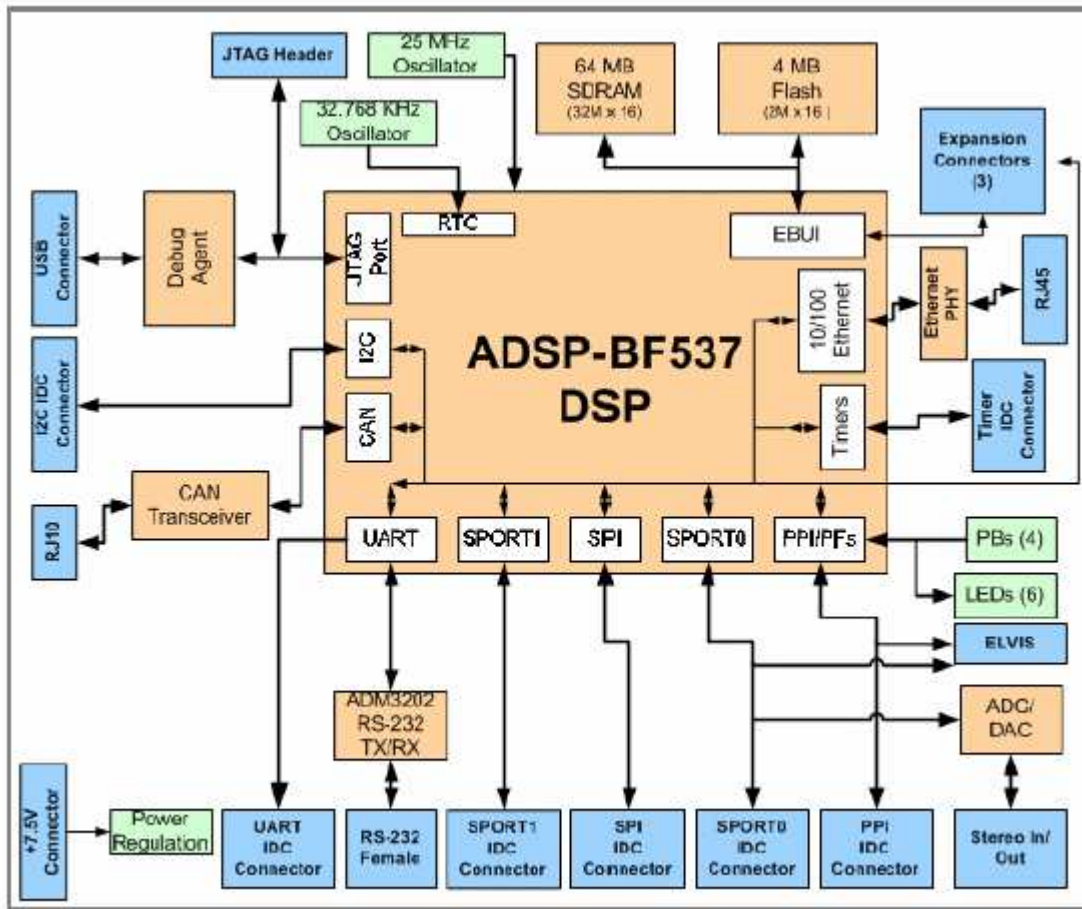 JTAG Header
25 MHz
Oscillator
64 MB
SDRAM
(32M x 16)
4 MB
Flash
(2M x 16 )
32.768 KHz
Oscillator
Expansion
Connectors
(3)
USB
Connector
Debug
Agent
JTAG
Port
RTC
EBUI
10/100
Ethernet
Ethernet
PHY
RJ45
I2C IDC
Connector
I2C
ADSP-BF537
DSP
CAN
Timers
Timer
IDC
Connector
CAN
Transceiver
RJ10
UART
SPORT1
SPI
SPORT0
PPI/PFs
PBs (4)
LEDs (6)
ELVIS
ADM3202
RS-232
TX/RX
ADC/
DAC
+7.5V
Connector
Power
Regulation
UART
IDC
Connector
RS-232
Female
SPORT1
IDC
Connector
SPI
IDC
Connector
SPORT0
IDC
Connector
PPI
IDC
Connector
Stereo In/
Out